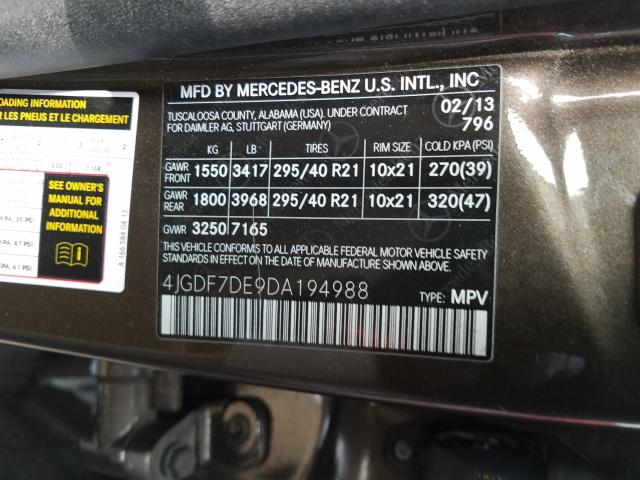 LOADING INFORMATION
LES PNEUS ET LE CHARGEMENT
SEE OWNER'S
MANUAL FOR
ADDITIONAL
INFORMATION
A 166 584 04 13
MFD BY MERCEDES-BENZ U.S. INTL., INC
TUSCALOOSA COUNTY, ALABAMA (USA). UNDER CONTRACT 02/13
FOR DAIMLER AG, STUTTGART (GERMANY) 796
KG LB TIRES RIM SIZE COLD KPA (PSI)
GAWR FRONT 1550 3417 295/40 R21 10x21 270(39)
GAWR REAR 1800 3968 295/40 R21 10x21 320(47)
GVWR 3250 7165
THIS VEHICLE CONFORMS TO ALL APPLICABLE FEDERAL MOTOR VEHICLE SAFETY
STANDARDS IN EFFECT ON THE DATE OF MANUFACTURE SHOWN ABOVE.
4JGDF7DE9DA194988
TYPE: MPV